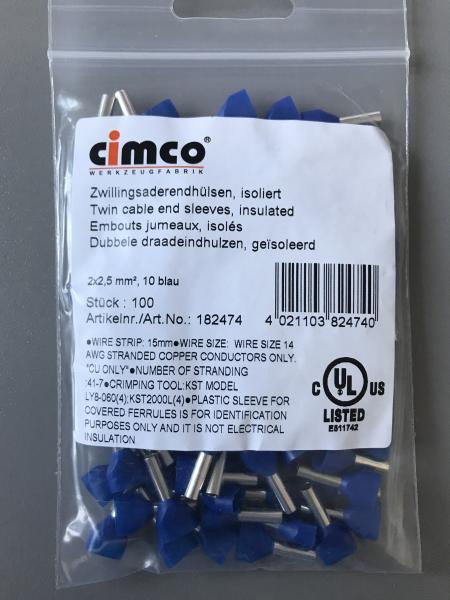 cimco®
WERKZEUGFABRIK
Zwillingsaderendhülsen, isoliert
Twin cable end sleeves, insulated
Embouts jumeaux, isolés
Dubbele draadeindhulzen, geïsoleerd
2x2,5 mm², 10 blau
Stück : 100
Artikelnr./Art.No.: 182474
4 021103 824740
●WIRE STRIP: 15mm●WIRE SIZE: WIRE SIZE 14
AWG STRANDED COPPER CONDUCTORS ONLY.
"CU ONLY"●NUMBER OF STRANDING
:41-7●CRIMPING TOOL:KST MODEL
LY8-060(4);KST2000L(4)●PLASTIC SLEEVE FOR
COVERED FERRULES IS FOR IDENTIFICATION
PURPOSES ONLY AND IT IS NOT ELECTRICAL
INSULATION
C UL® US
LISTED
E511742